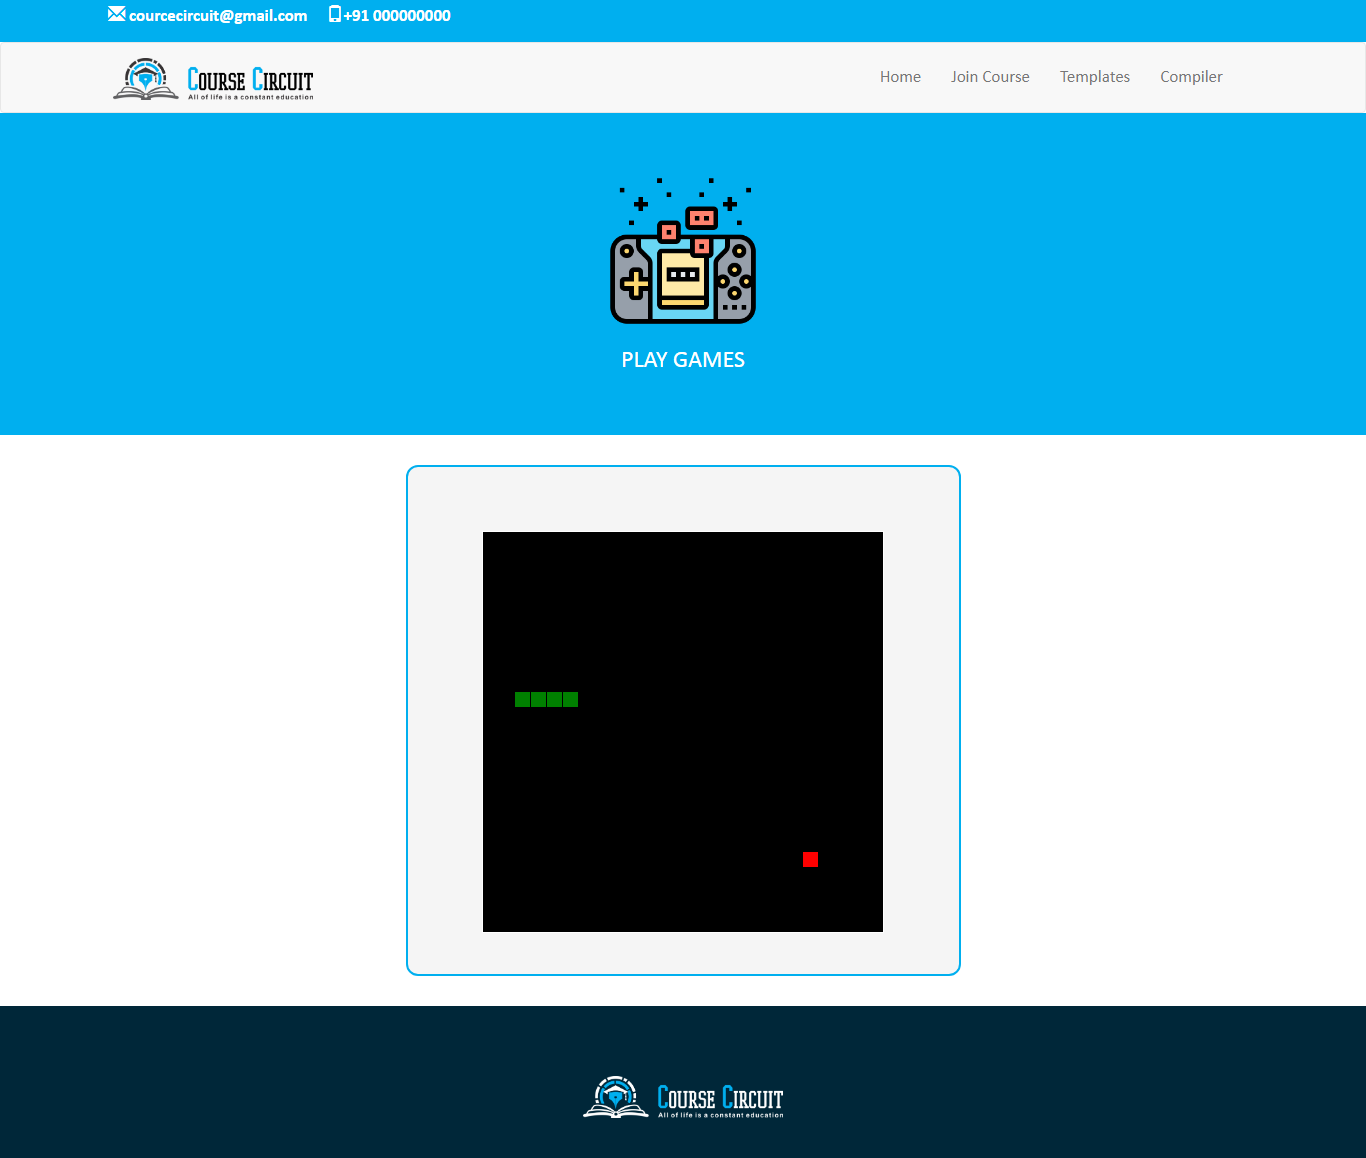 courcecircuit@gmail.com +91 000000000
COURSE CIRCUIT
All of life is a constant education
Home Join Course Templates Compiler
PLAY GAMES
COURSE CIRCUIT
All of life is a constant education